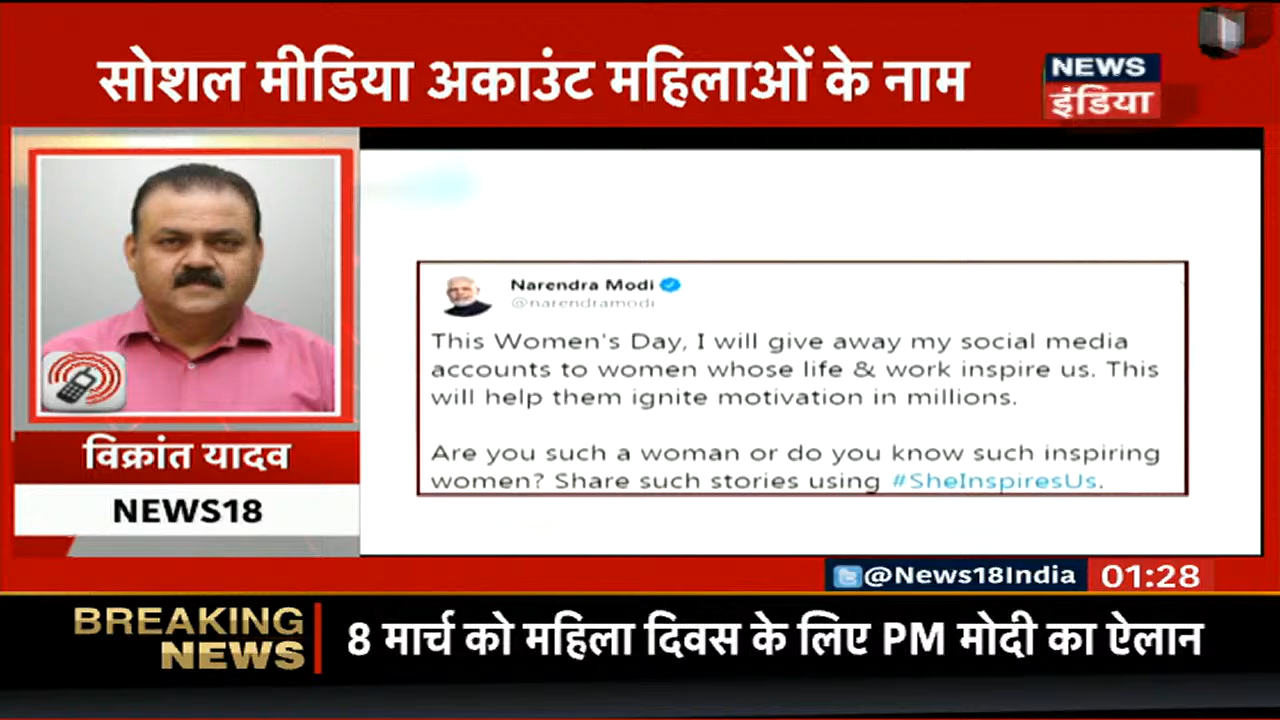 सोशल मीडिया अकाउंट महिलाओं के नाम
NEWS
इंडिया
Narendra Modi
@narendramodi
This Women's Day, I will give away my social media
accounts to women whose life & work inspire us. This
will help them ignite motivation in millions.
Are you such a woman or do you know such inspiring
women? Share such stories using #SheInspiresUs.
विक्रांत यादव
NEWS18
@News18India 01:28
BREAKING
NEWS
8 मार्च को महिला दिवस के लिए PM मोदी का ऐलान